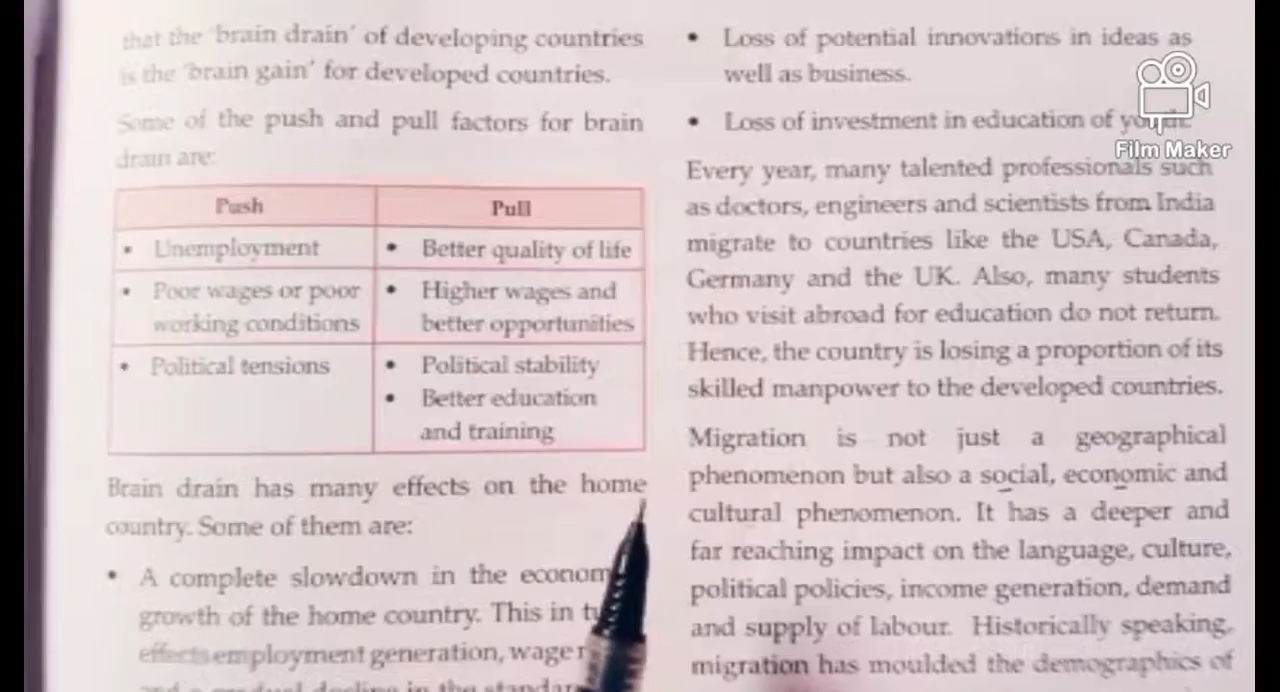 that the 'brain drain' of developing countries
is the 'brain gain' for developed countries.
Some of the push and pull factors for brain
drain are:
Push
Pull
• Unemployment
• Better quality of life
• Poor wages or poor
working conditions
• Higher wages and
better opportunities
• Political tensions
• Political stability
• Better education
and training
Brain drain has many effects on the home
country. Some of them are:
• A complete slowdown in the
growth of the home country. This in
effects employment generation, wage
and a gradual decline in the
• Loss of potential innovations in ideas as
well as business.
• Loss of investment in education of
Film Maker
Every year, many talented professionals such
as doctors, engineers and scientists from India
migrate to countries like the USA, Canada,
Germany and the UK. Also, many students
who visit abroad for education do not return.
Hence, the country is losing a proportion of its
skilled manpower to the developed countries.
Migration is not just a geographical
phenomenon but also a social, economic and
cultural phenomenon. It has a deeper and
far reaching impact on the language, culture,
political policies, income generation, demand
and supply of labour. Historically speaking,
migration has moulded the demographics of